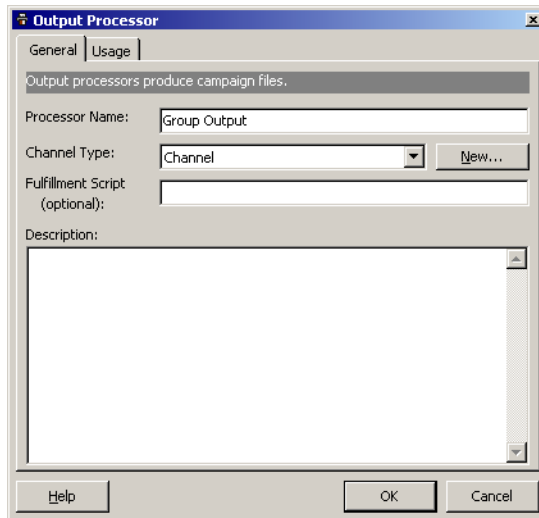 Output Processor
General Usage
Output processors produce campaign files.
Processor Name: Group Output
Channel Type: Channel New...
Fulfillment Script
(optional):
Description:
Help OK Cancel